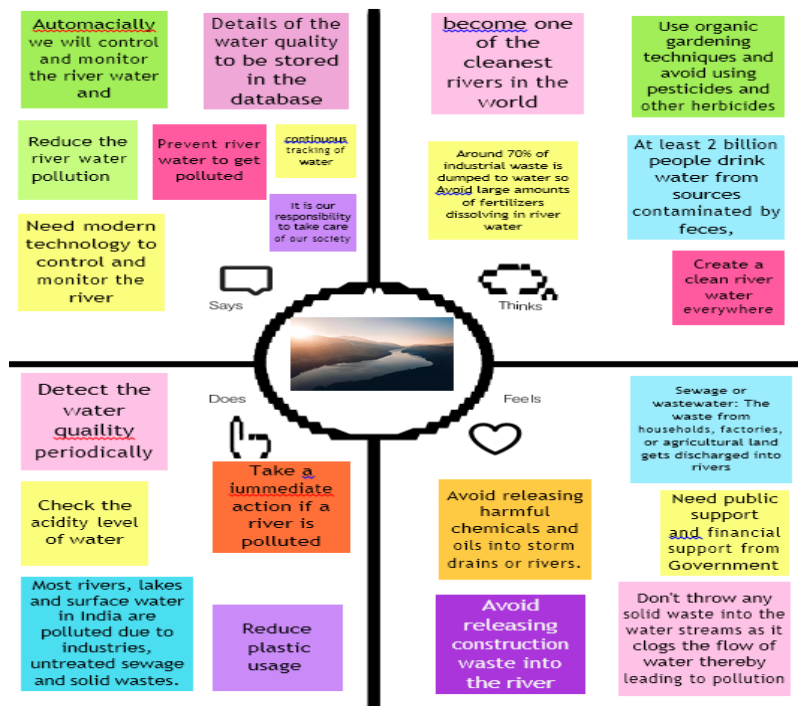 Automacially
we will control
and monitor
the river water
and
Details of the
water quality
to be stored
in the
database
Reduce the
river water
pollution
Prevent river
water to get
polluted
continuous
tracking of
water
It is our
responsibility
to take care
of our society
Need modern
technology to
control and
monitor the
river
Says
become one
of the
cleanest
rivers in the
world
Use organic
gardening
techniques and
avoid using
pesticides and
other herbicides
Around 70% of
industrial waste is
dumped to water so
Avoid large amounts
of fertilizers
dissolving in river
water
At least 2 billion
people drink
water from
sources
contaminated by
feces,
Create a
clean river
water
everywhere
Thinks
Does
Detect the
water
quaility
periodically
Take a
iummediate
action if a
river is
polluted
Check the
acidity level
of water
Most rivers, lakes
and surface water
in India are
polluted due to
industries,
untreated sewage
and solid wastes.
Reduce
plastic
usage
Feels
Sewage or
wastewater: The
waste from
households, factories,
or agricultural land
gets discharged into
rivers
Avoid releasing
harmful
chemicals and
oils into storm
drains or rivers.
Need public
support
and financial
support from
Government
Avoid
releasing
construction
waste into
the river
Don't throw any
solid waste into the
water streams as it
clogs the flow of
water thereby
leading to pollution